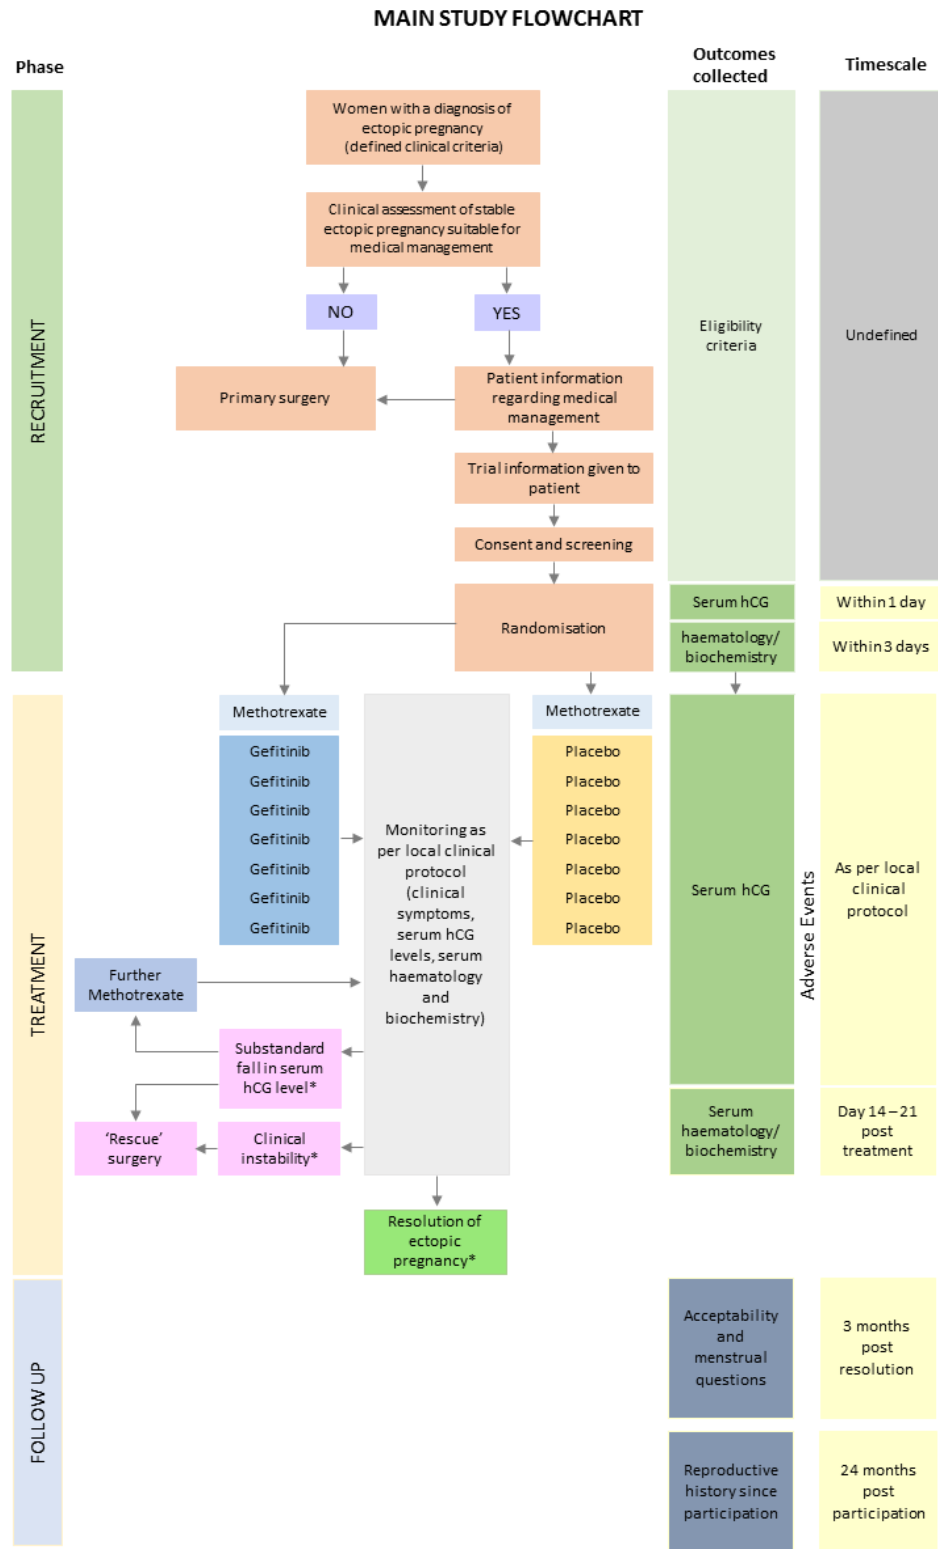 MAIN STUDY FLOWCHART
Phase
Outcomes
collected
Timescale
RECRUITMENT
Women with a diagnosis of
ectopic pregnancy
(defined clinical criteria)
Clinical assessment of stable
ectopic pregnancy suitable for
medical management
NO
YES
Primary surgery
Patient information
regarding medical
management
Trial information given to
patient
Consent and screening
Randomisation
Eligibility
criteria
Undefined
Serum hCG
Within 1 day
haematology/
biochemistry
Within 3 days
TREATMENT
Methotrexate
Gefitinib
Gefitinib
Gefitinib
Gefitinib
Gefitinib
Gefitinib
Gefitinib
Monitoring as
per local clinical
protocol
(clinical
symptoms,
serum hCG
levels, serum
haematology
and
biochemistry)
Methotrexate
Placebo
Placebo
Placebo
Placebo
Placebo
Placebo
Placebo
Further
Methotrexate
Substandard
fall in serum
hCG level*
'Rescue'
surgery
Clinical
instability*
Resolution of
ectopic
pregnancy*
Serum hCG
Adverse Events
As per local
clinical
protocol
Serum
haematology/
biochemistry
Day 14 – 21
post
treatment
FOLLOW UP
Acceptability
and
menstrual
questions
3 months
post
resolution
Reproductive
history since
participation
24 months
post
participation